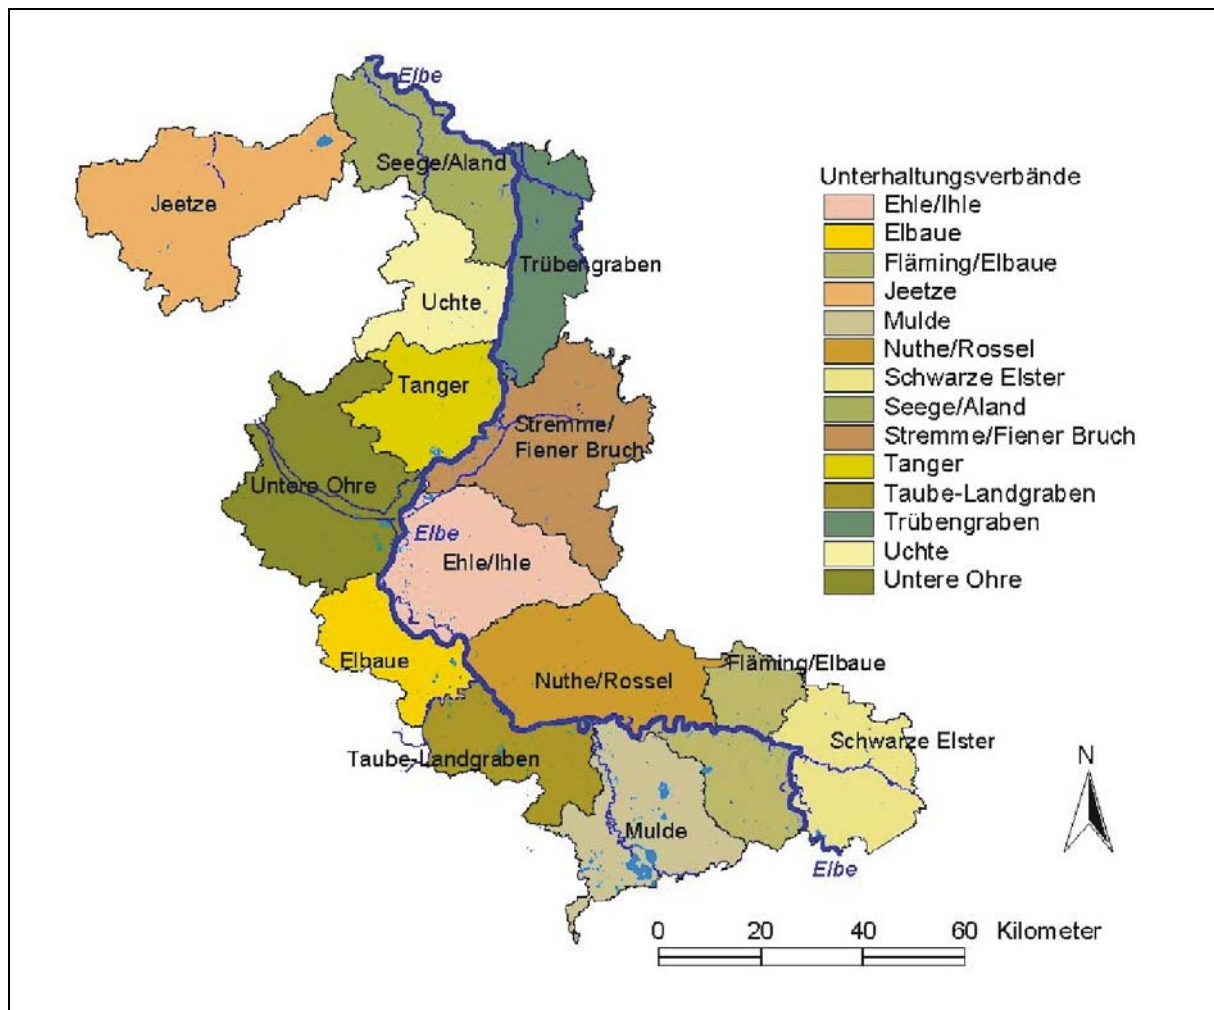 Elbe
Seege/Aland
Jeetze
Trübengraben
Uchte
Tanger
Stremme/
Fiener Bruch
Untere Ohre
Elbe
Ehle/Ihle
Elbaue
Nuthe/Rossel
Fläming/Elbaue
Schwarze Elster
Taube-Landgraben
Mulde
Elbe
Unterhaltungsverbände
Ehle/Ihle
Elbaue
Fläming/Elbaue
Jeetze
Mulde
Nuthe/Rossel
Schwarze Elster
Seege/Aland
Stremme/Fiener Bruch
Tanger
Taube-Landgraben
Trübengraben
Uchte
Untere Ohre
N
0 20 40 60 Kilometer